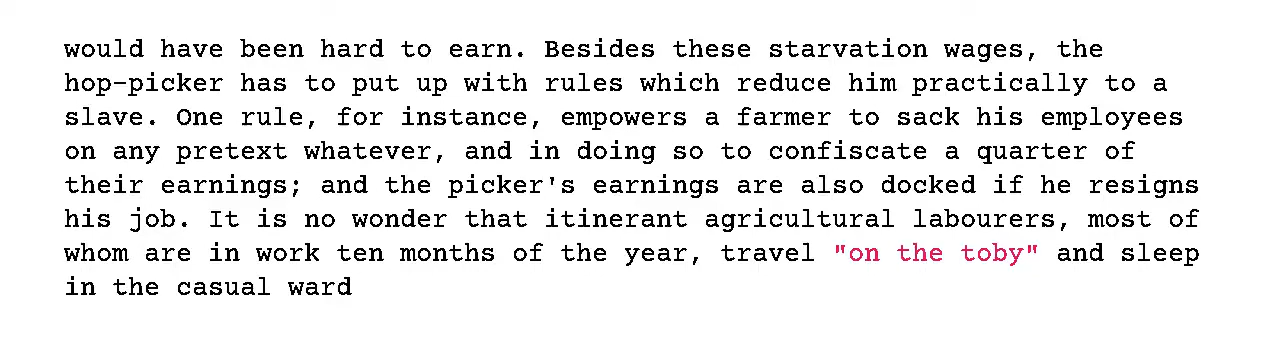 would have been hard to earn. Besides these starvation wages, the
hop-picker has to put up with rules which reduce him practically to a
slave. One rule, for instance, empowers a farmer to sack his employees
on any pretext whatever, and in doing so to confiscate a quarter of
their earnings; and the picker's earnings are also docked if he resigns
his job. It is no wonder that itinerant agricultural labourers, most of
whom are in work ten months of the year, travel "on the toby" and sleep
in the casual ward